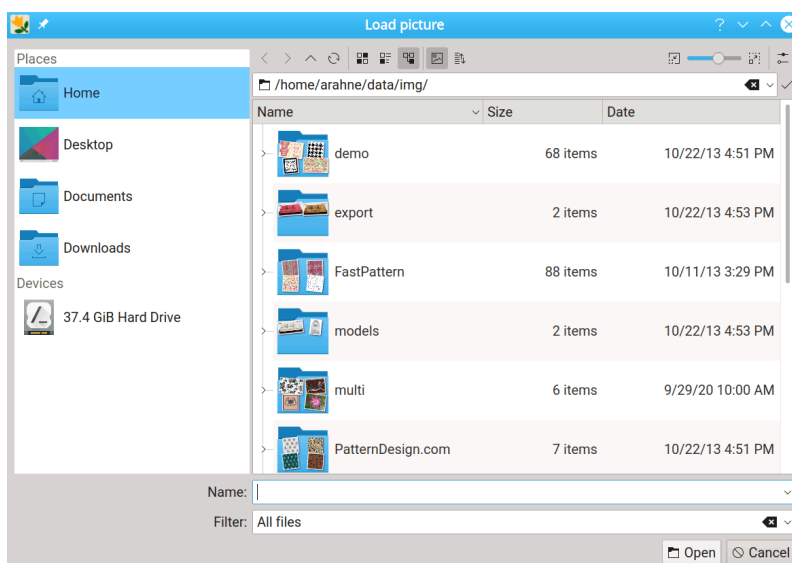 Load picture
Places
Home
Desktop
Documents
Downloads
Devices
37.4 GiB Hard Drive
/home/arahne/data/img/
Name Size Date
demo 68 items 10/22/13 4:51 PM
export 2 items 10/22/13 4:53 PM
FastPattern 88 items 10/11/13 3:29 PM
models 2 items 10/22/13 4:53 PM
multi 6 items 9/29/20 10:00 AM
PatternDesign.com 7 items 10/22/13 4:51 PM
Name:
Filter: All files
Open Cancel